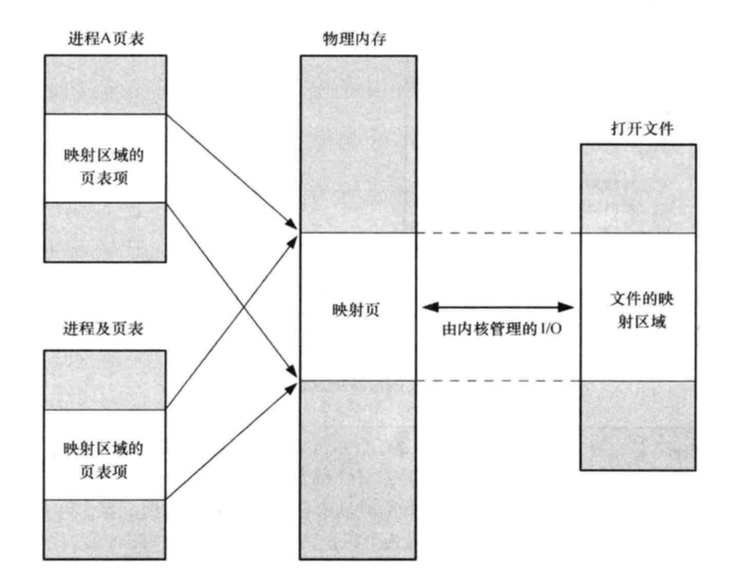 进程A页表
物理内存
打开文件
映射区域的
页表项
进程及页表
映射区域的
页表项
映射页
由内核管理的I/O
文件的映
射区域